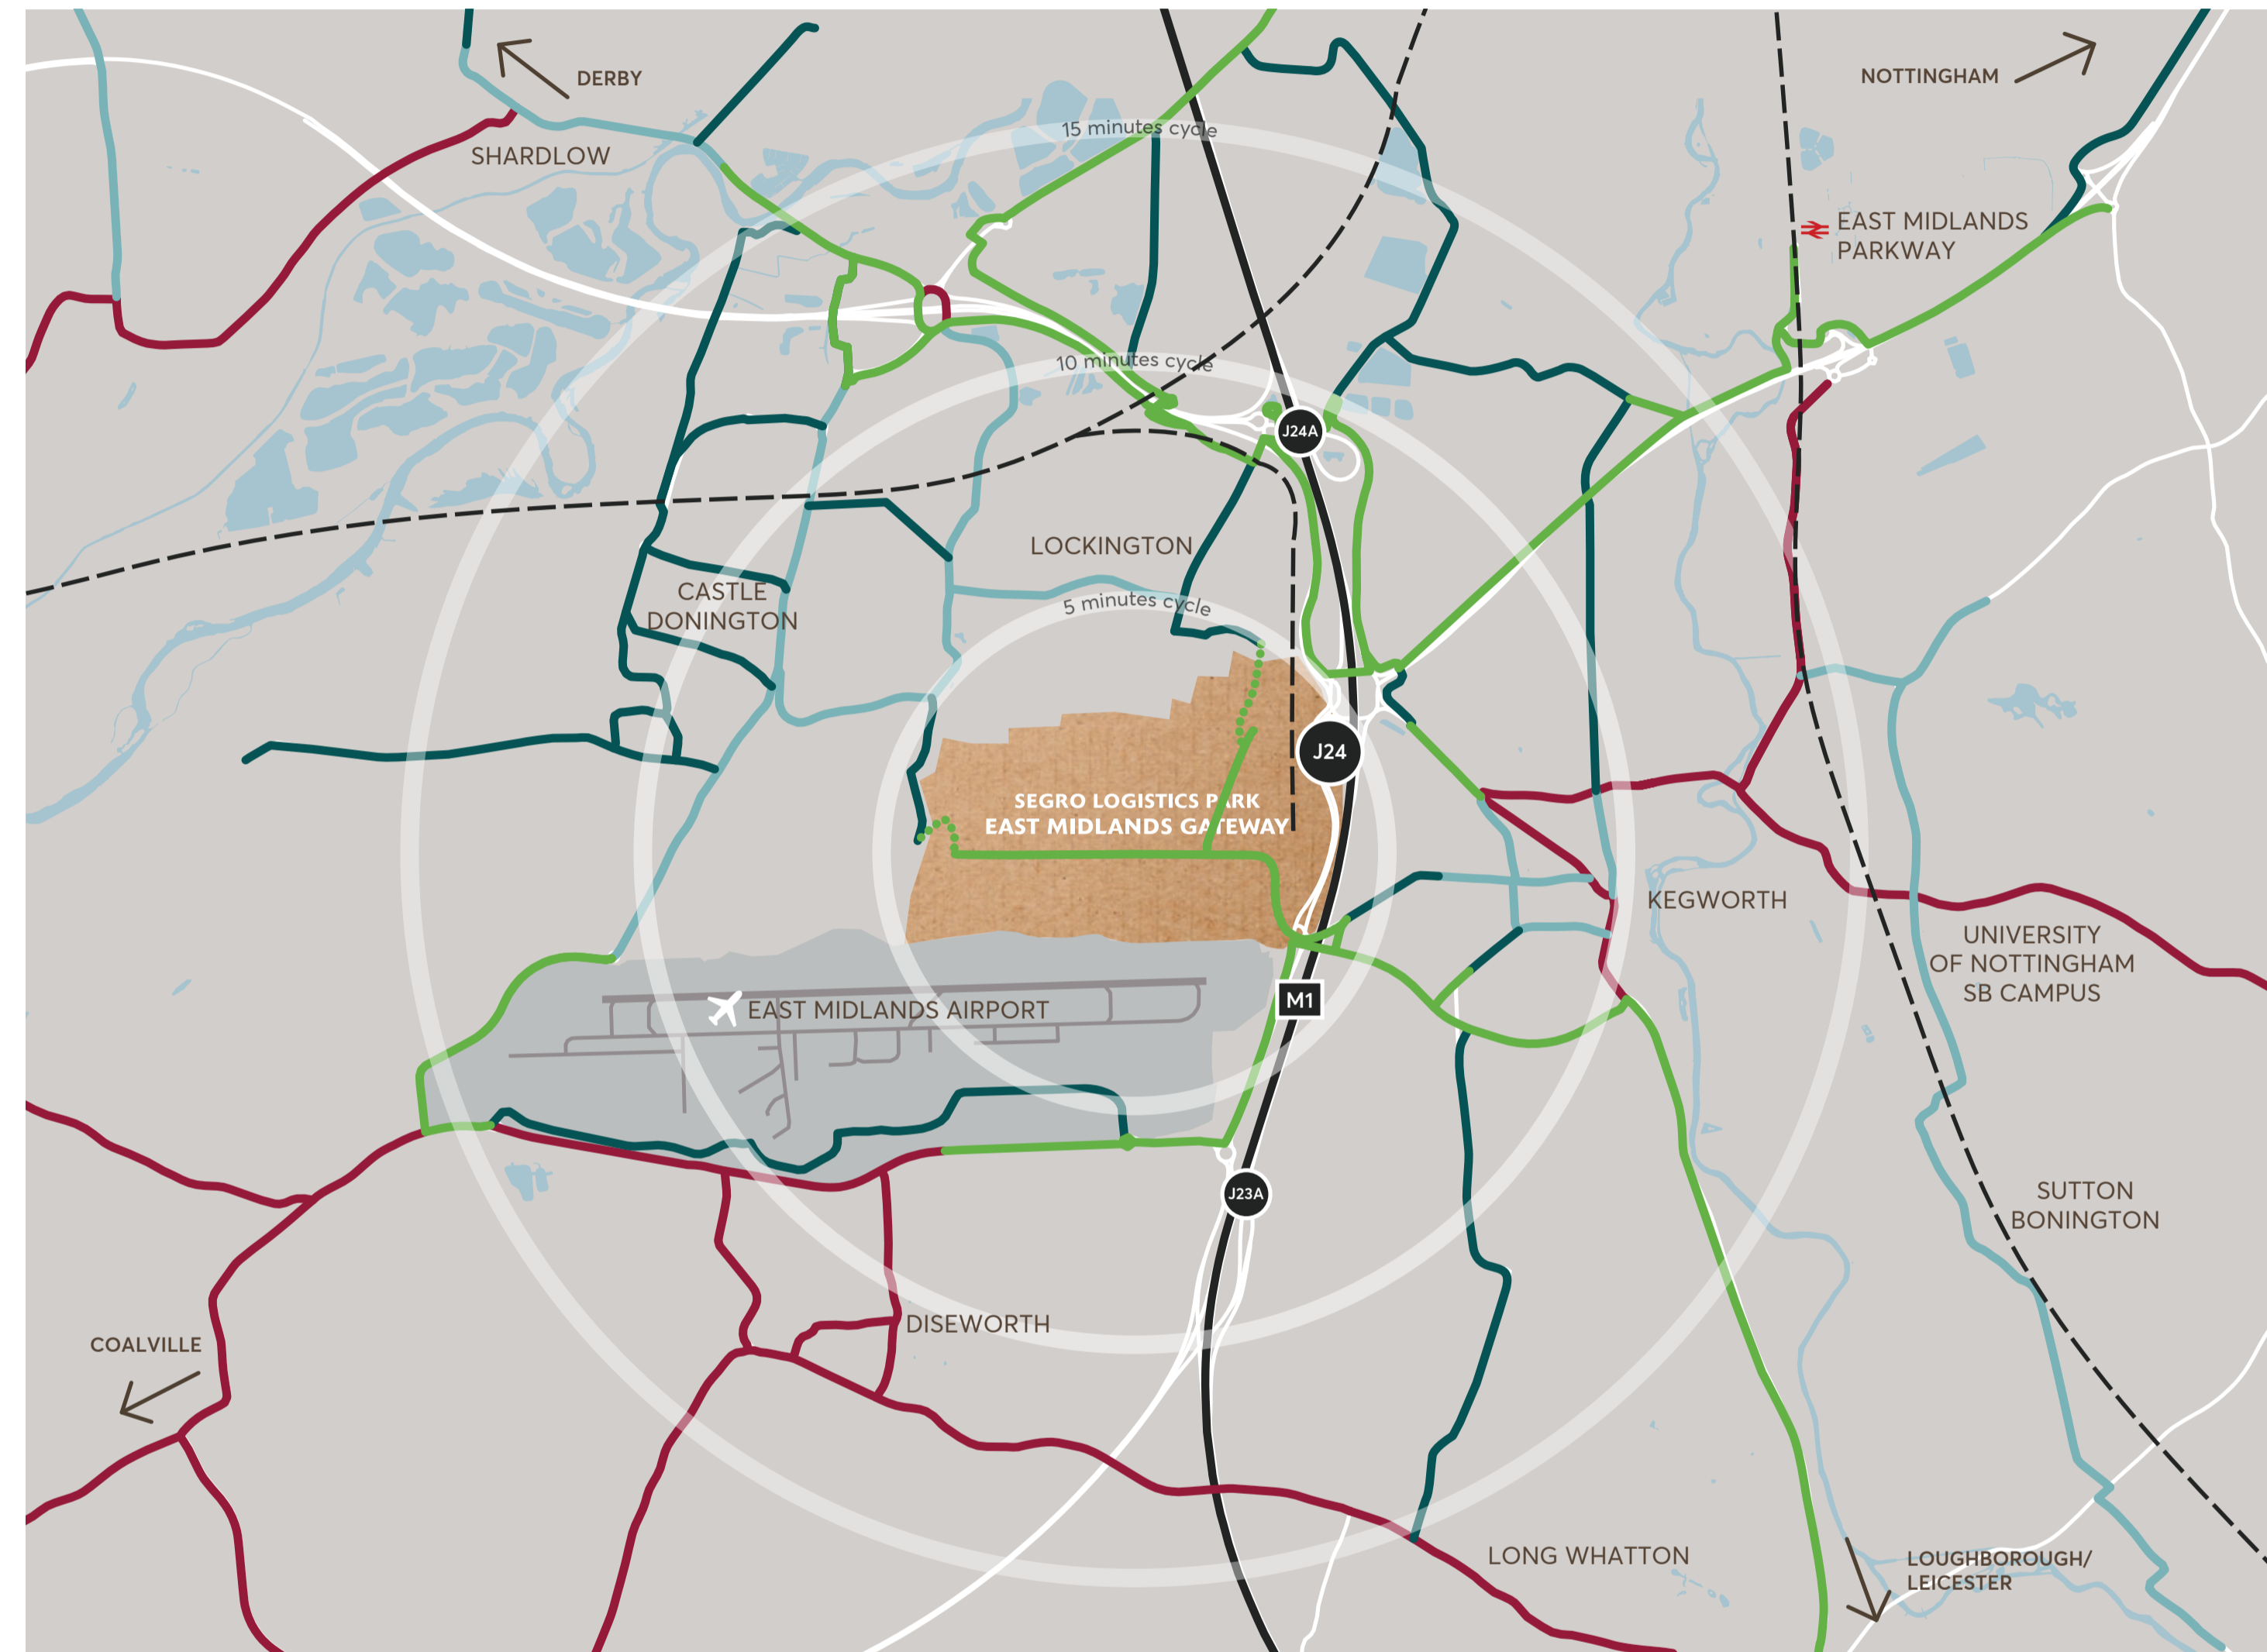 DERBY
NOTTINGHAM
15 minutes cycle
SHARDLOW
EAST MIDLANDS
PARKWAY
10 minutes cycle
J24A
LOCKINGTON
CASTLE
DONINGTON
5 minutes cycle
J24
SEGRO LOGISTICS PARK
EAST MIDLANDS GATEWAY
KEGWORTH
UNIVERSITY
OF NOTTINGHAM
SB CAMPUS
M1
EAST MIDLANDS AIRPORT
J23A
SUTTON
BONINGTON
DISEWORTH
COALVILLE
LONG WHATTON
LOUGHBOROUGH/
LEICESTER